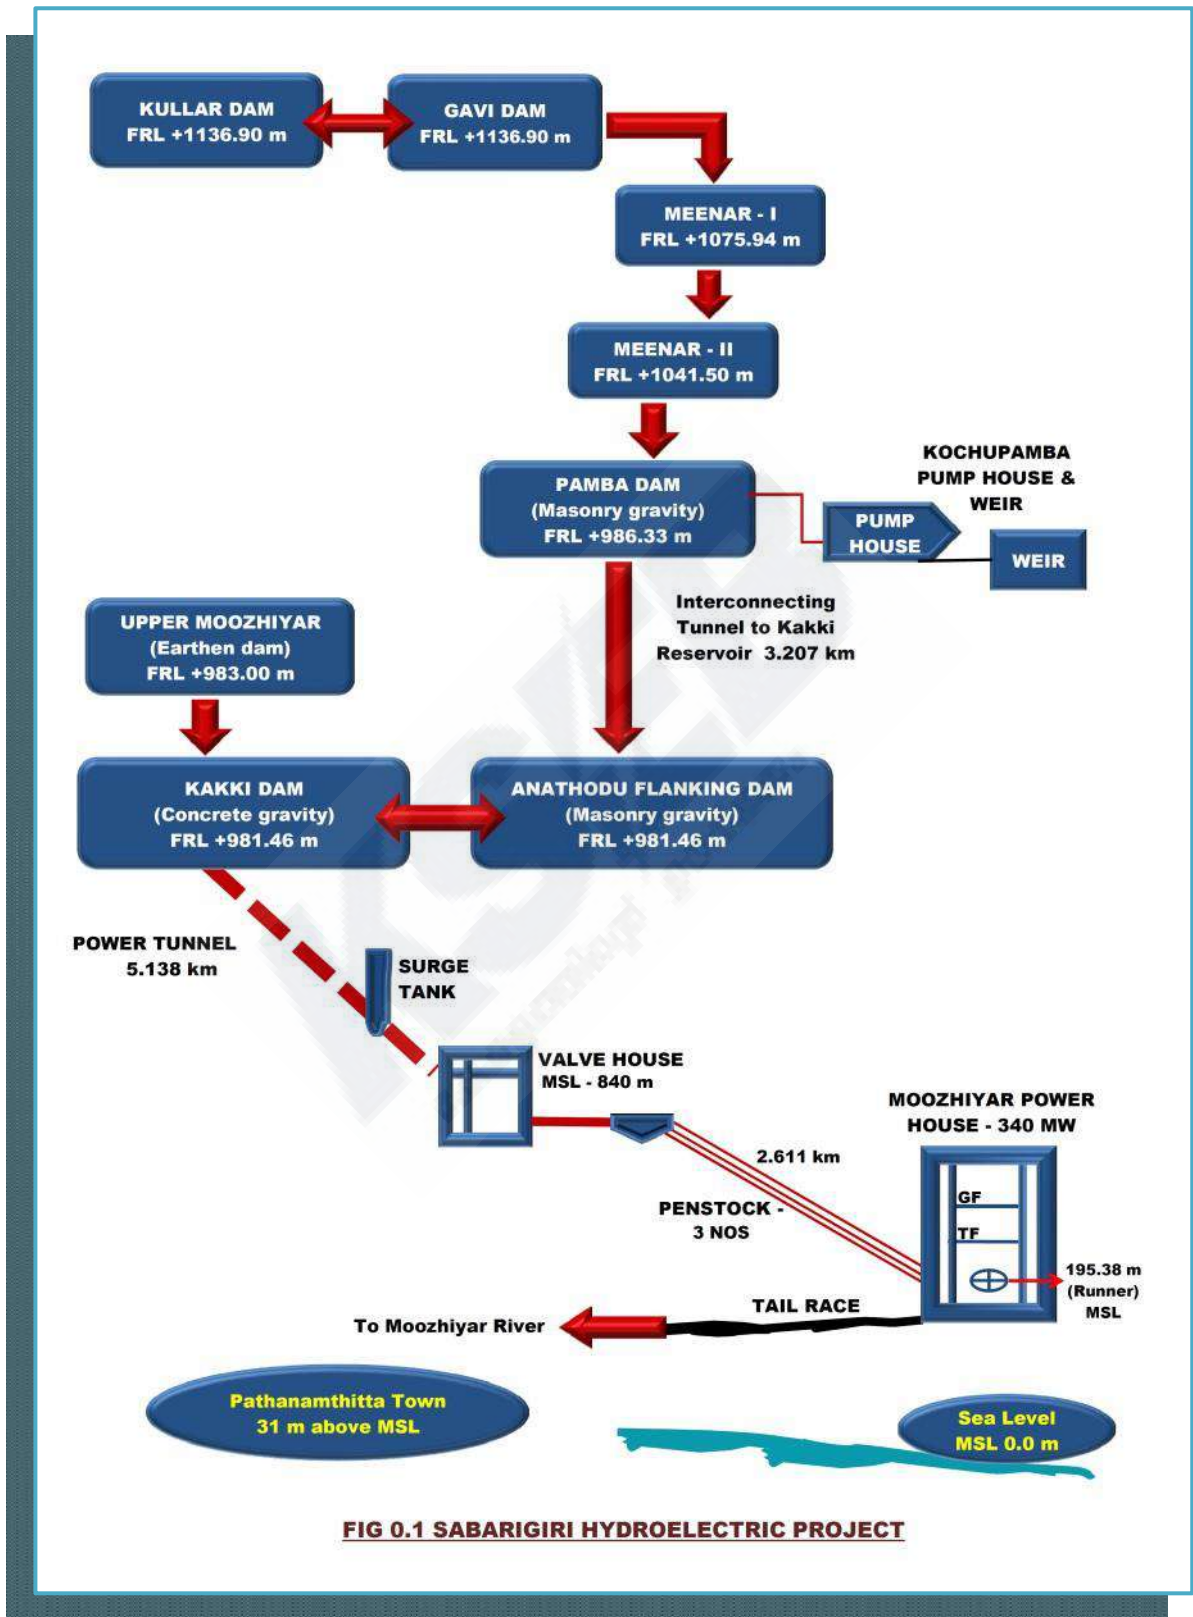 KULLAR DAM
FRL +1136.90 m
GAVI DAM
FRL +1136.90 m
MEENAR - I
FRL +1075.94 m
MEENAR - II
FRL +1041.50 m
PAMBA DAM
(Masonry gravity)
FRL +986.33 m
KOCHUPAMBA
PUMP HOUSE &
WEIR
PUMP
HOUSE
WEIR
Interconnecting
Tunnel to Kakki
Reservoir 3.207 km
UPPER MOOZHIYAR
(Earthen dam)
FRL +983.00 m
KAKKI DAM
(Concrete gravity)
FRL +981.46 m
ANATHODU FLANKING DAM
(Masonry gravity)
FRL +981.46 m
POWER TUNNEL
5.138 km
SURGE
TANK
VALVE HOUSE
MSL - 840 m
MOOZHIYAR POWER
HOUSE - 340 MW
2.611 km
PENSTOCK -
3 NOS
GF
TF
195.38 m
(Runner)
MSL
TAIL RACE
To Moozhiyar River
Pathanamthitta Town
31 m above MSL
Sea Level
MSL 0.0 m
FIG 0.1 SABARIGIRI HYDROELECTRIC PROJECT
KSEB